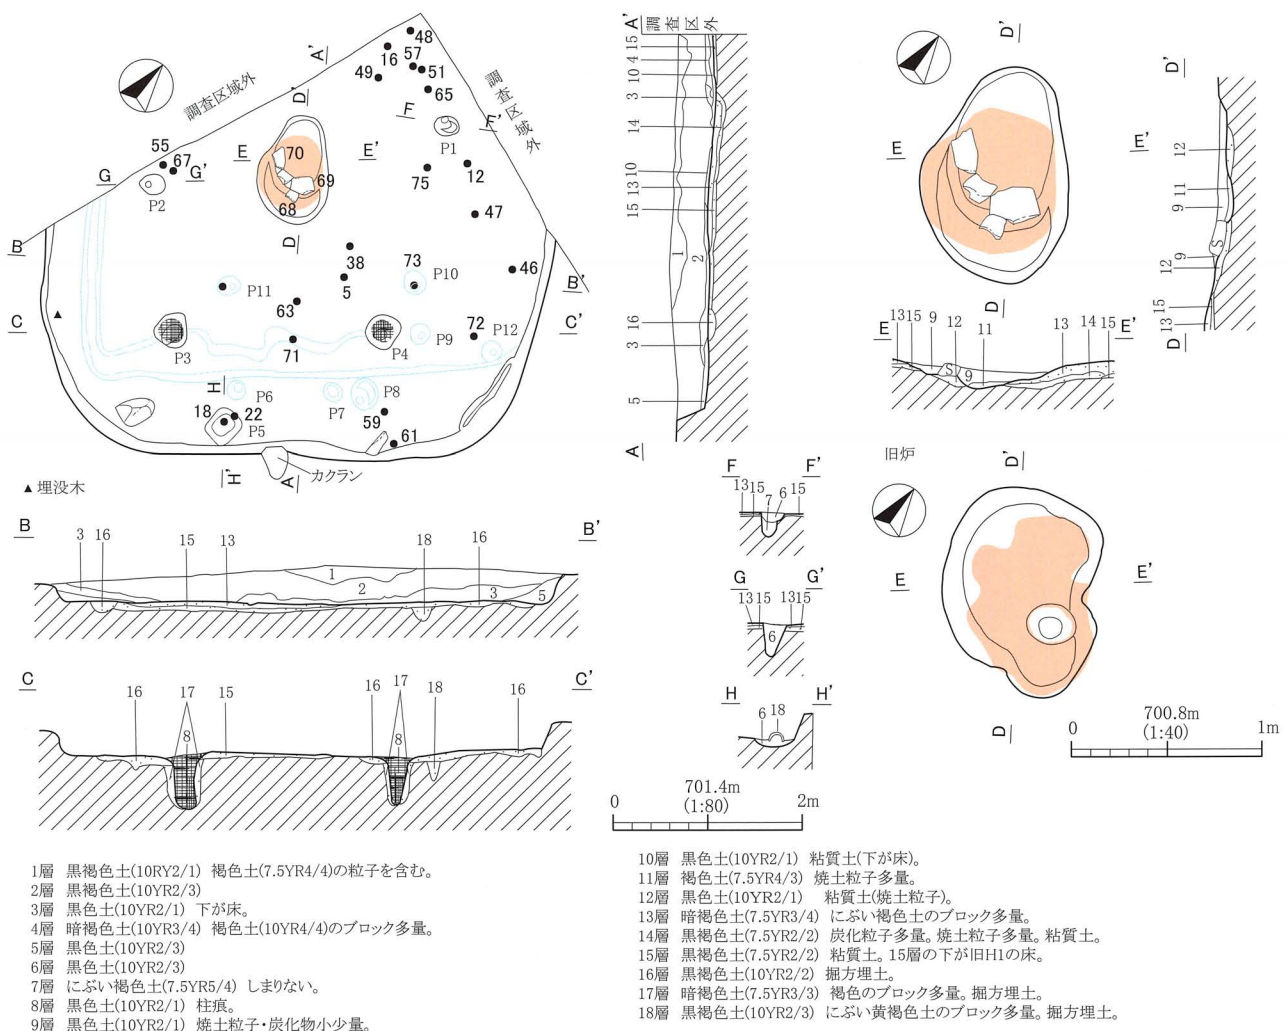 A'
48
16
57
49
51
65
調査区域外
調査区域外
D'
F
F'
P1
E
70
E'
55
67
G
G'
P2
69
68
75
12
47
D
B
38
73
46
B'
P11
5
P10
63
C
C'
P3
71
P4
P9
72
P12
H
P6
P7
P8
18
22
P5
59
61
H'
A
カクラン
▲埋没木
B
B'
3 16 15 13 18 16
1
2
3
5
C
C'
16 17 15 16 17 18 16
8
8
A'
調査区外
15
4
10
3
14
10
13
15
1
2
16
3
5
A
D'
E
E'
D
D'
12
11
9
S
9
12
15
13
D
E
E'
13 15 9 12 11 13 14 15
S
9
F
F'
13 15 7 6 15
G
G'
13 15 13 15
6
H
H'
6 18
旧炉
D'
E
E'
D
701.4m
0 (1:80) 2m
700.8m
0 (1:40) 1m
1層 黒褐色土(10RY2/1) 褐色土(7.5YR4/4)の粒子を含む。
2層 黒褐色土(10YR2/3)
3層 黒色土(10YR2/1) 下が床。
4層 暗褐色土(10YR3/4) 褐色土(10YR4/4)のブロック多量。
5層 黒色土(10YR2/3)
6層 黒色土(10YR2/3)
7層 にぶい褐色土(7.5YR5/4) しまりない。
8層 黒色土(10YR2/1) 柱痕。
9層 黒色土(10YR2/1) 焼土粒子・炭化物小少量。
10層 黒色土(10YR2/1) 粘質土(下が床)。
11層 褐色土(7.5YR4/3) 焼土粒子多量。
12層 黒色土(10YR2/1) 粘質土(焼土粒子)。
13層 暗褐色土(7.5YR3/4) にぶい褐色土のブロック多量。
14層 黒褐色土(7.5YR2/2) 炭化粒子多量。焼土粒子多量。粘質土。
15層 黒褐色土(7.5YR2/2) 粘質土。15層の下が旧H1の床。
16層 黒褐色土(10YR2/2) 掘方埋土。
17層 暗褐色土(7.5YR3/3) 褐色のブロック多量。掘方埋土。
18層 黒褐色土(10YR2/3) にぶい黄褐色土のブロック多量。掘方埋土。